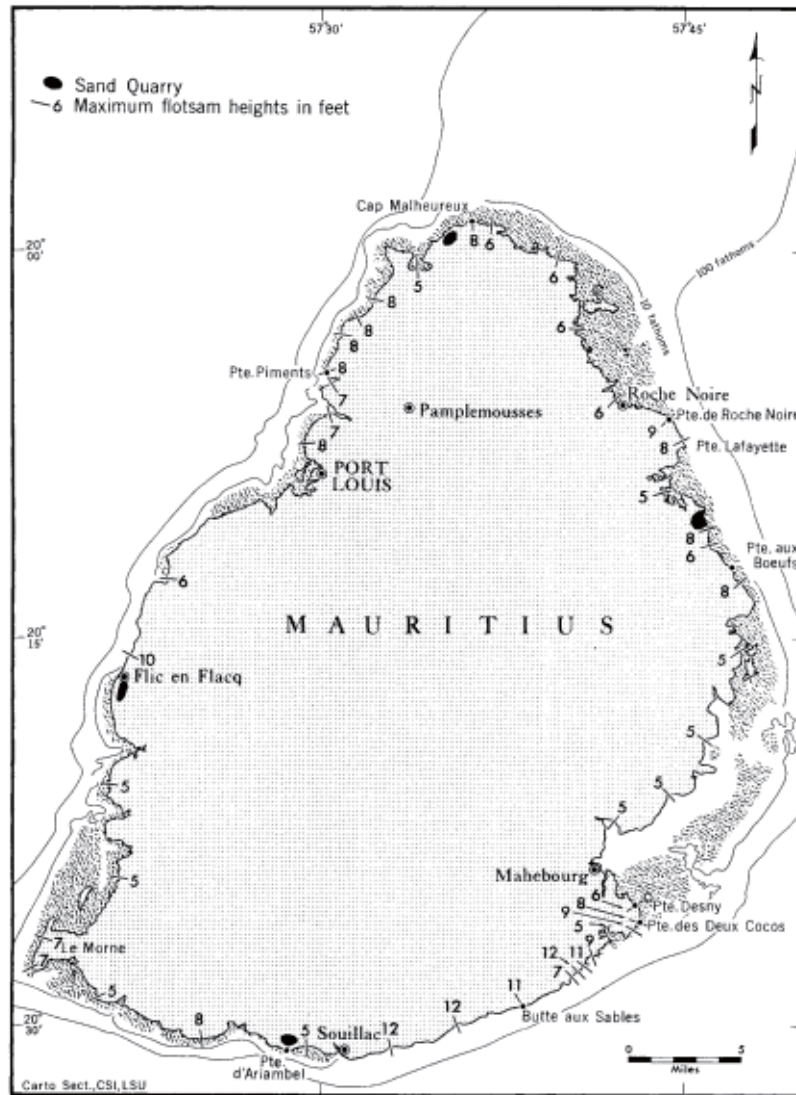 57°30'
57°45'
Sand Quarry
6 Maximum flotsam heights in feet
N
Cap Malheureux
20°
00'
8
6
5
6
100 fathoms
10 fathoms
8
8
8
6
Pte. Piments
8
7
7
Pamplemousses
Roche Noire
6
Pte. de Roche Noire
9
8
PORT
LOUIS
8
Pte. Lafayette
5
8
6
Pte. aux
Boeufs
6
8
MAURITIUS
20°
15'
10
Flic en Flacq
5
5
5
5
5
5
Mahebourg
6
8
9
5
Pte. Desny
Pte. des Deux Cocos
9
7
Le Morne
7
12
11
7
5
11
Butte aux Sables
12
12
8
5
Souillac
20°
30'
Pte.
d'Ariambel
0
5
Miles
Carto Sect., CSI, LSU